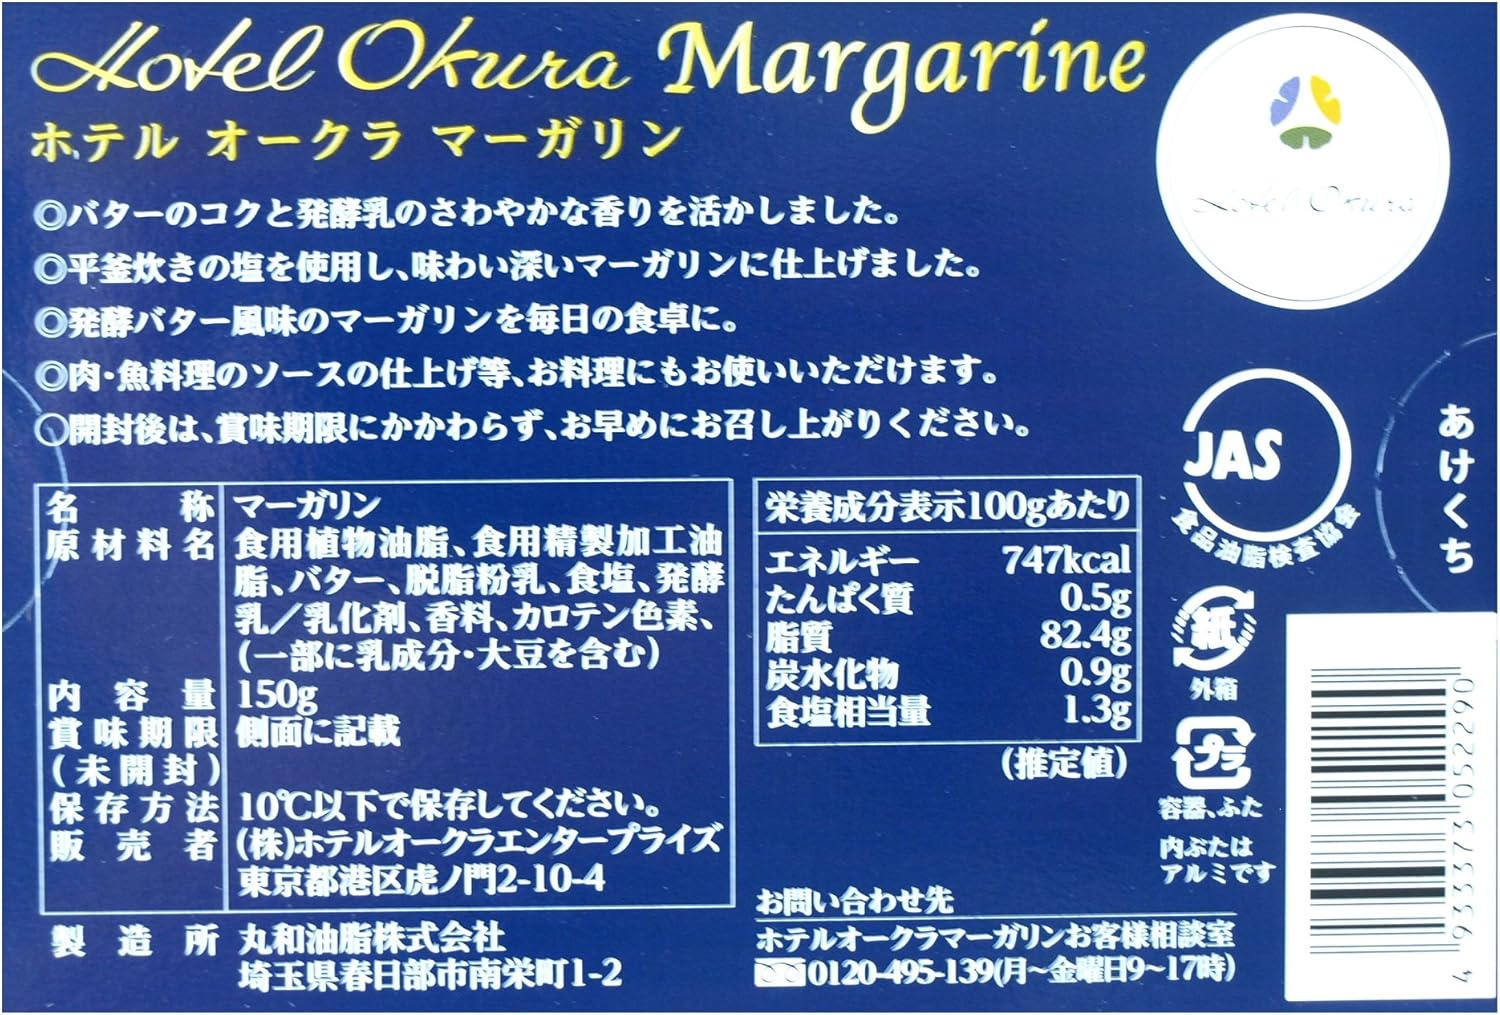 Hotel Okura Margarine
ホテル オークラ マーガリン
Hotel Okura
◎バターのコクと発酵乳のさわやかな香りを活かしました。
◎平釜炊きの塩を使用し、味わい深いマーガリンに仕上げました。
◎発酵バター風味のマーガリンを毎日の食卓に。
◎肉・魚料理のソースの仕上げ等、お料理にもお使いいただけます。
○開封後は、賞味期限にかかわらず、お早めにお召し上がりください。
名称 マーガリン
原材料名 食用植物油脂、食用精製加工油
脂、バター、脱脂粉乳、食塩、発酵
乳／乳化剤、香料、カロテン色素、
(一部に乳成分・大豆を含む)
内容量 150g
賞味期限 側面に記載
(未開封)
保存方法 10℃以下で保存してください。
販売者 (株)ホテルオークラエンタープライズ
東京都港区虎ノ門2-10-4
製造所 丸和油脂株式会社
埼玉県春日部市南栄町1-2
栄養成分表示100gあたり
エネルギー 747kcal
たんぱく質 0.5g
脂質 82.4g
炭水化物 0.9g
食塩相当量 1.3g
(推定値)
お問い合わせ先
ホテルオークラマーガリンお客様相談室
0120-495-139(月～金曜日9～17時)
JAS
食品油脂検査協会
あけくち
紙
外箱
プラ
容器、ふた
内ぶたは
アルミです
4 933373 052290